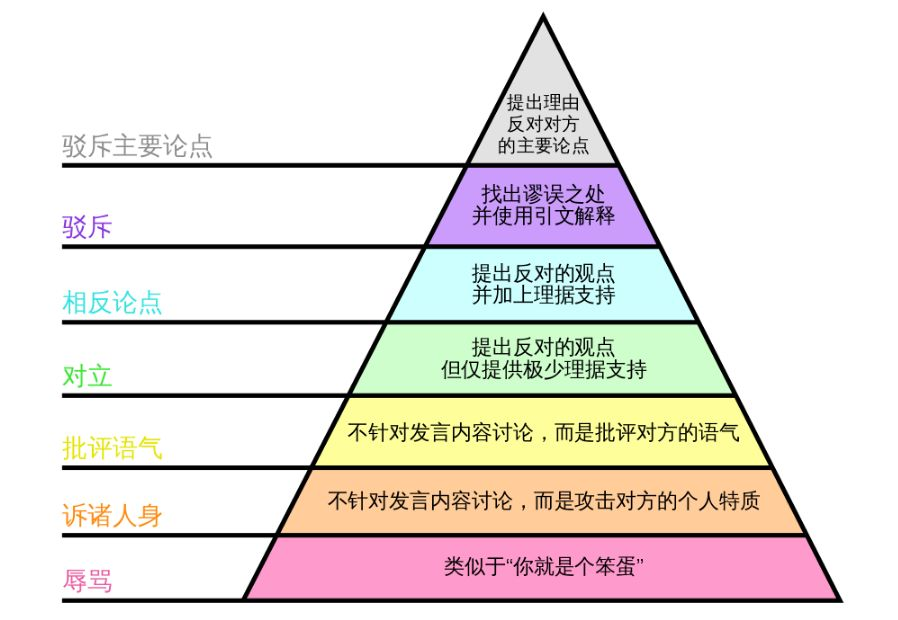 提出理由
反对对方
的主要论点
驳斥主要论点
找出谬误之处
并使用引文解释
驳斥
提出反对的观点
并加上理据支持
相反论点
提出反对的观点
但仅提供极少理据支持
对立
不针对发言内容讨论，而是批评对方的语气
批评语气
不针对发言内容讨论，而是攻击对方的个人特质
诉诸人身
类似于“你就是个笨蛋”
辱骂